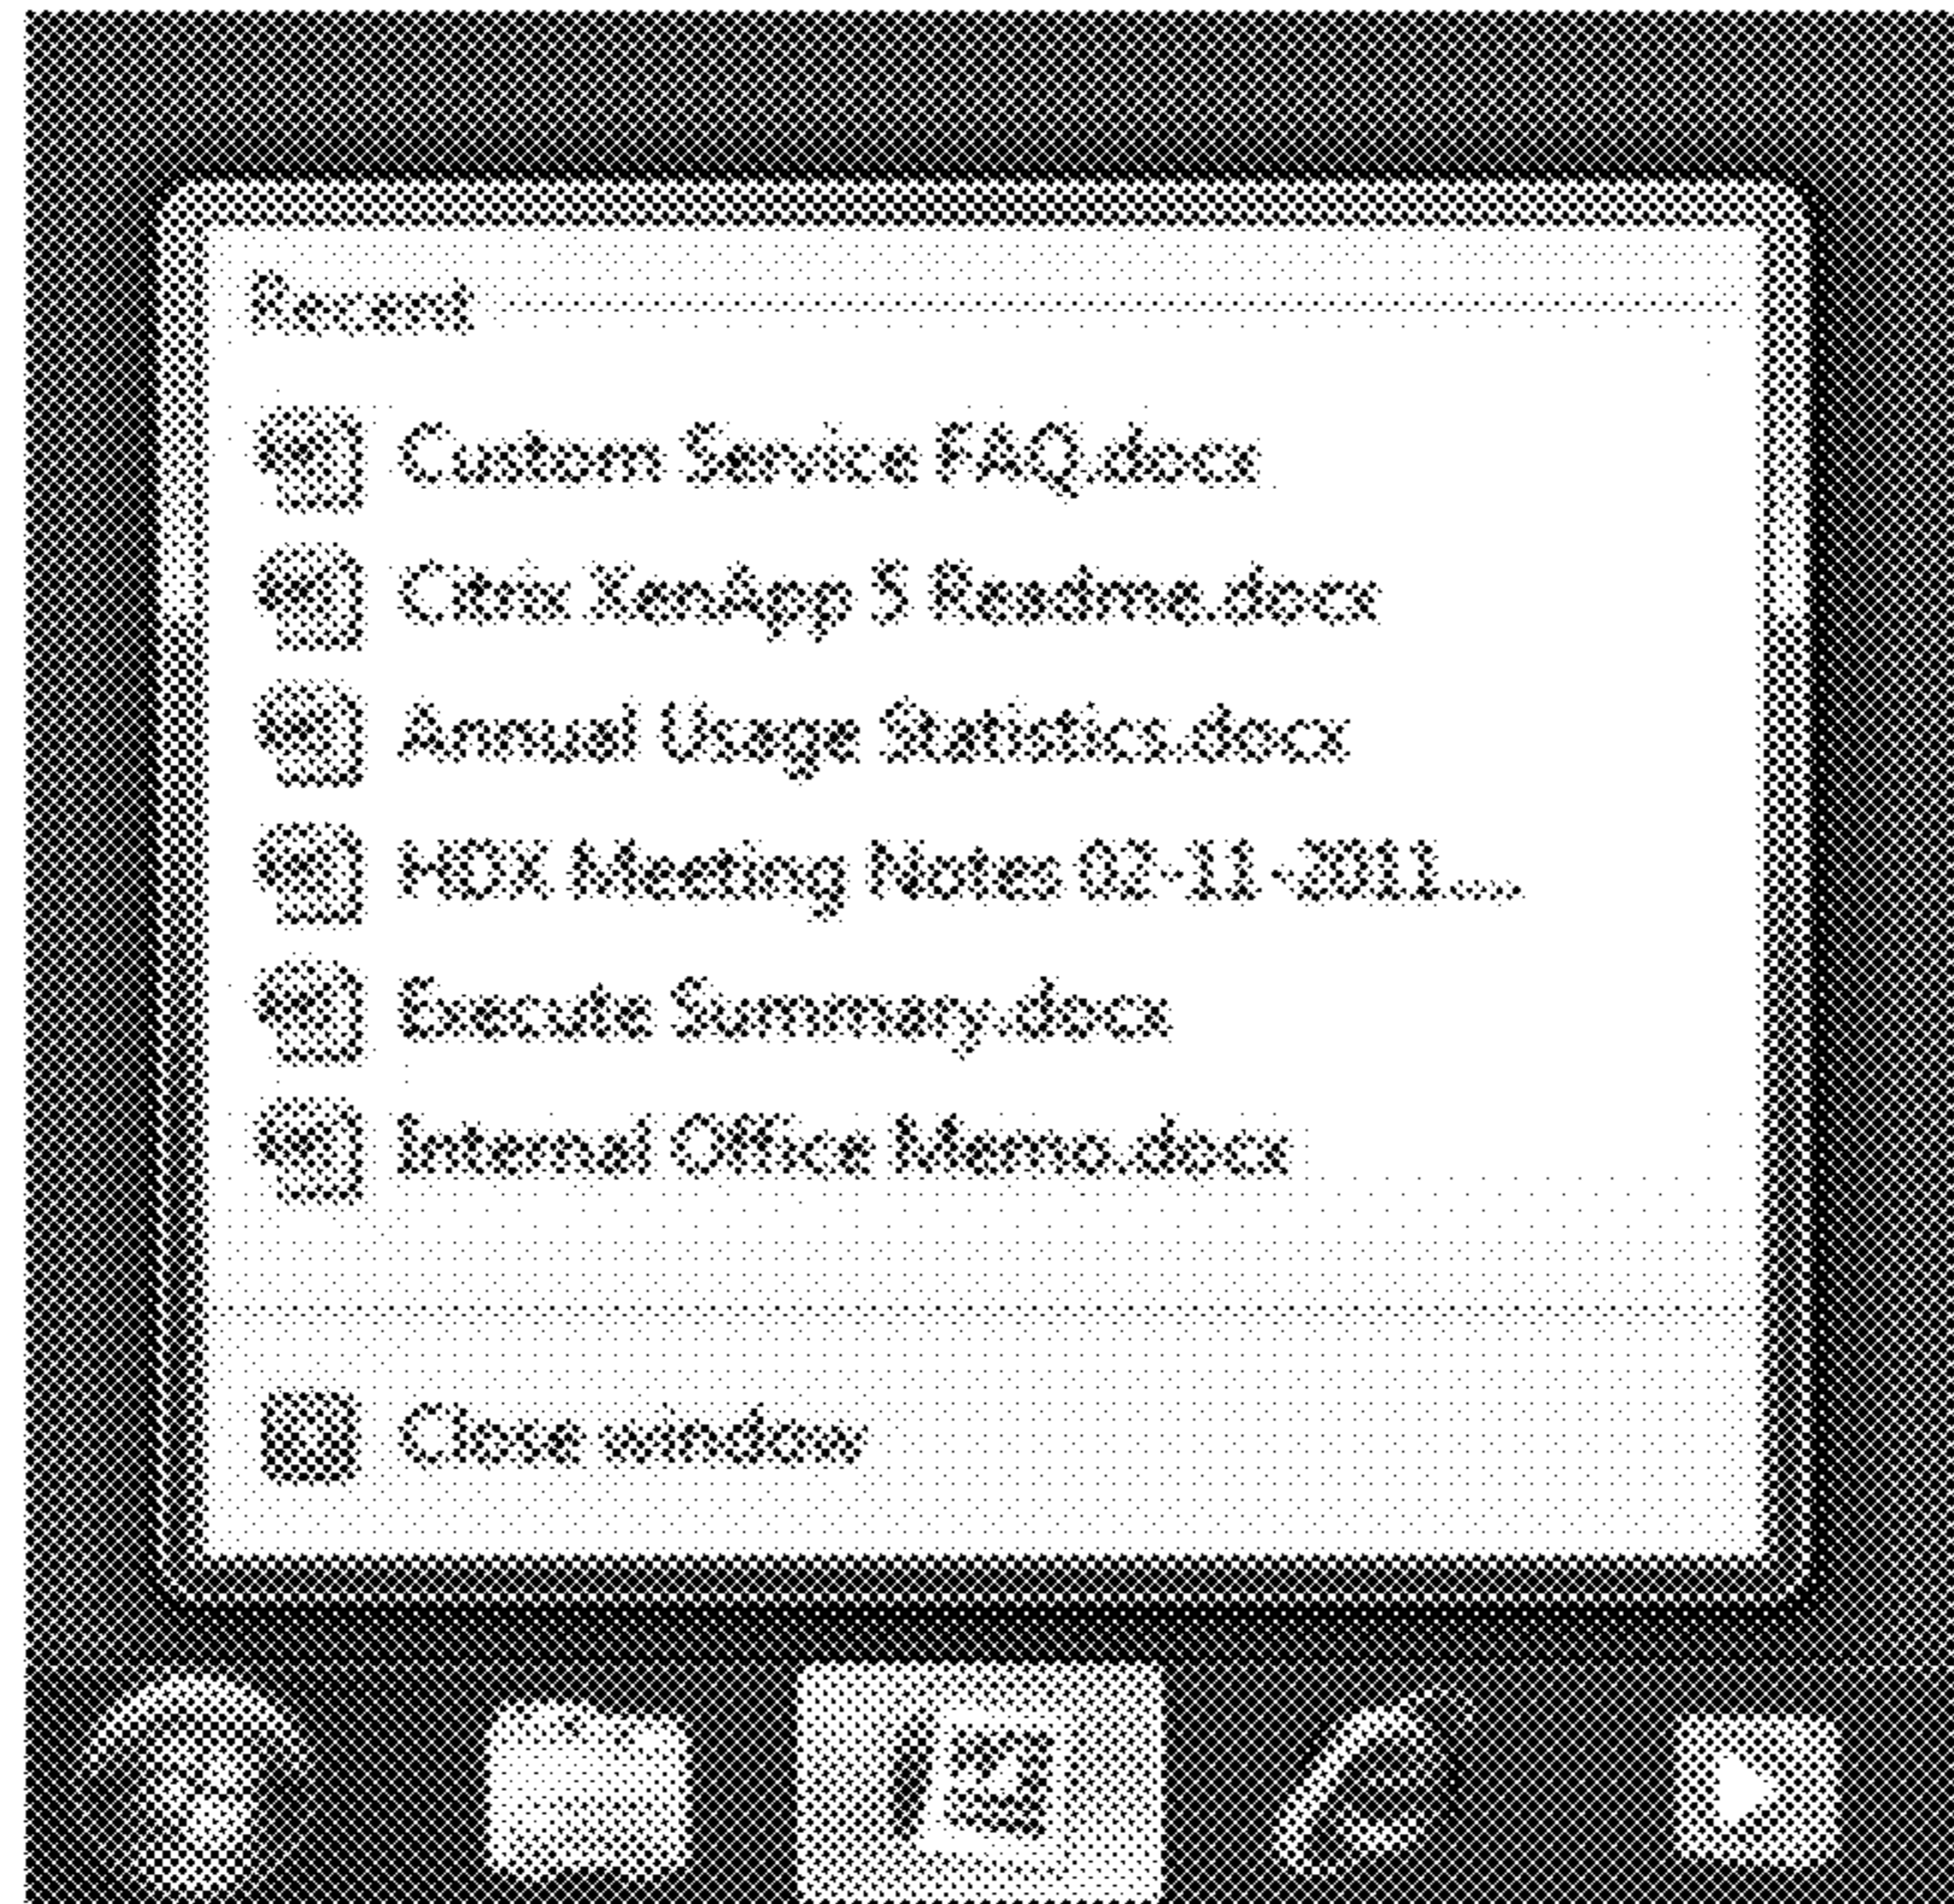 Recent
Custom Service FAQ.docx
Citrix XenApp 5 Readme.docx
Annual Usage Statistics.docx
HDX Meeting Notes 02-11-2011....
Execute Summary.docx
Internal Office Memo.docx
Close window